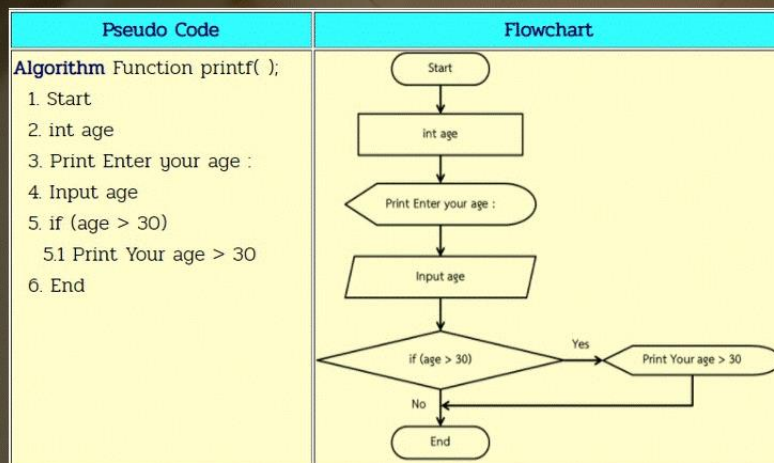 Pseudo Code
Flowchart
Algorithm Function printf( );
1. Start
2. int age
3. Print Enter your age :
4. Input age
5. if (age > 30)
5.1 Print Your age > 30
6. End
Start
int age
Print Enter your age :
Input age
if (age > 30)
Yes
Print Your age > 30
No
End